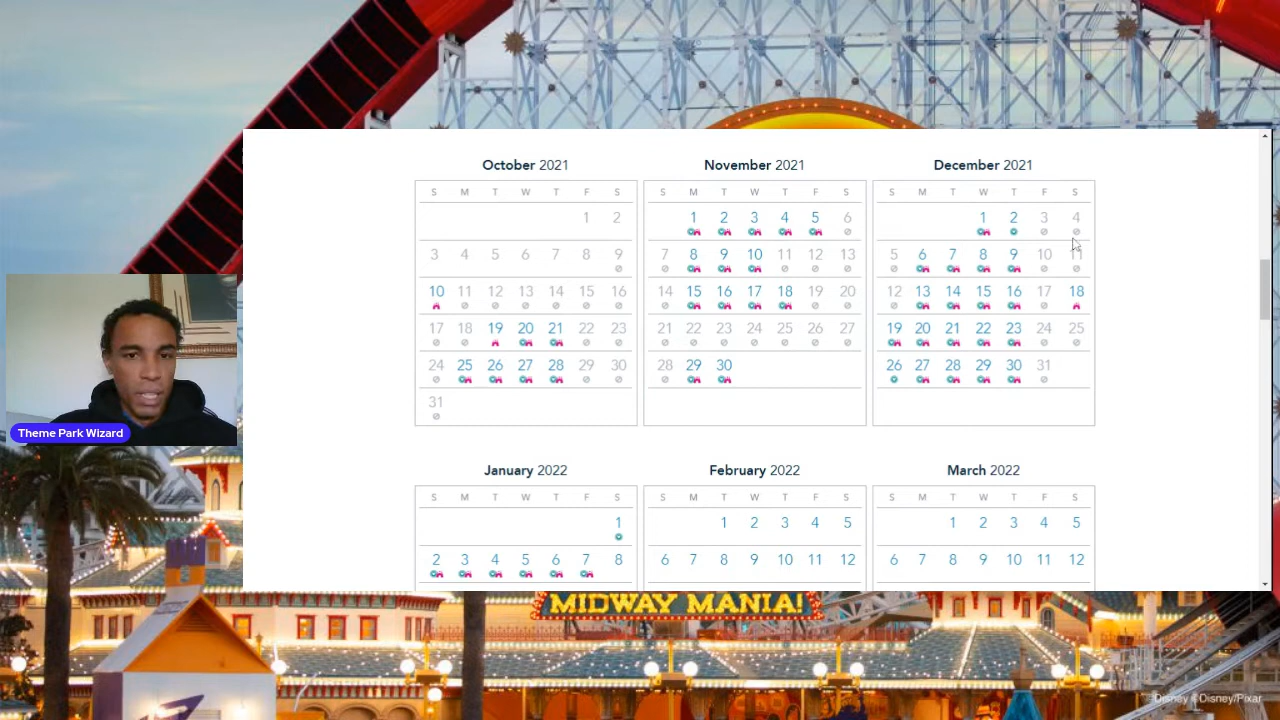 October 2021
S M T W T F S
1 2
3 4 5 6 7 8 9
10 11 12 13 14 15 16
17 18 19 20 21 22 23
24 25 26 27 28 29 30
31
November 2021
S M T W T F S
1 2 3 4 5 6
7 8 9 10 11 12 13
14 15 16 17 18 19 20
21 22 23 24 25 26 27
28 29 30
December 2021
S M T W T F S
1 2 3 4
5 6 7 8 9 10 11
12 13 14 15 16 17 18
19 20 21 22 23 24 25
26 27 28 29 30 31
January 2022
S M T W T F S
1
2 3 4 5 6 7 8
February 2022
S M T W T F S
1 2 3 4 5
6 7 8 9 10 11 12
March 2022
S M T W T F S
1 2 3 4 5
6 7 8 9 10 11 12
Theme Park Wizard
MIDWAY MANIA!
©Disney ©Disney/Pixar